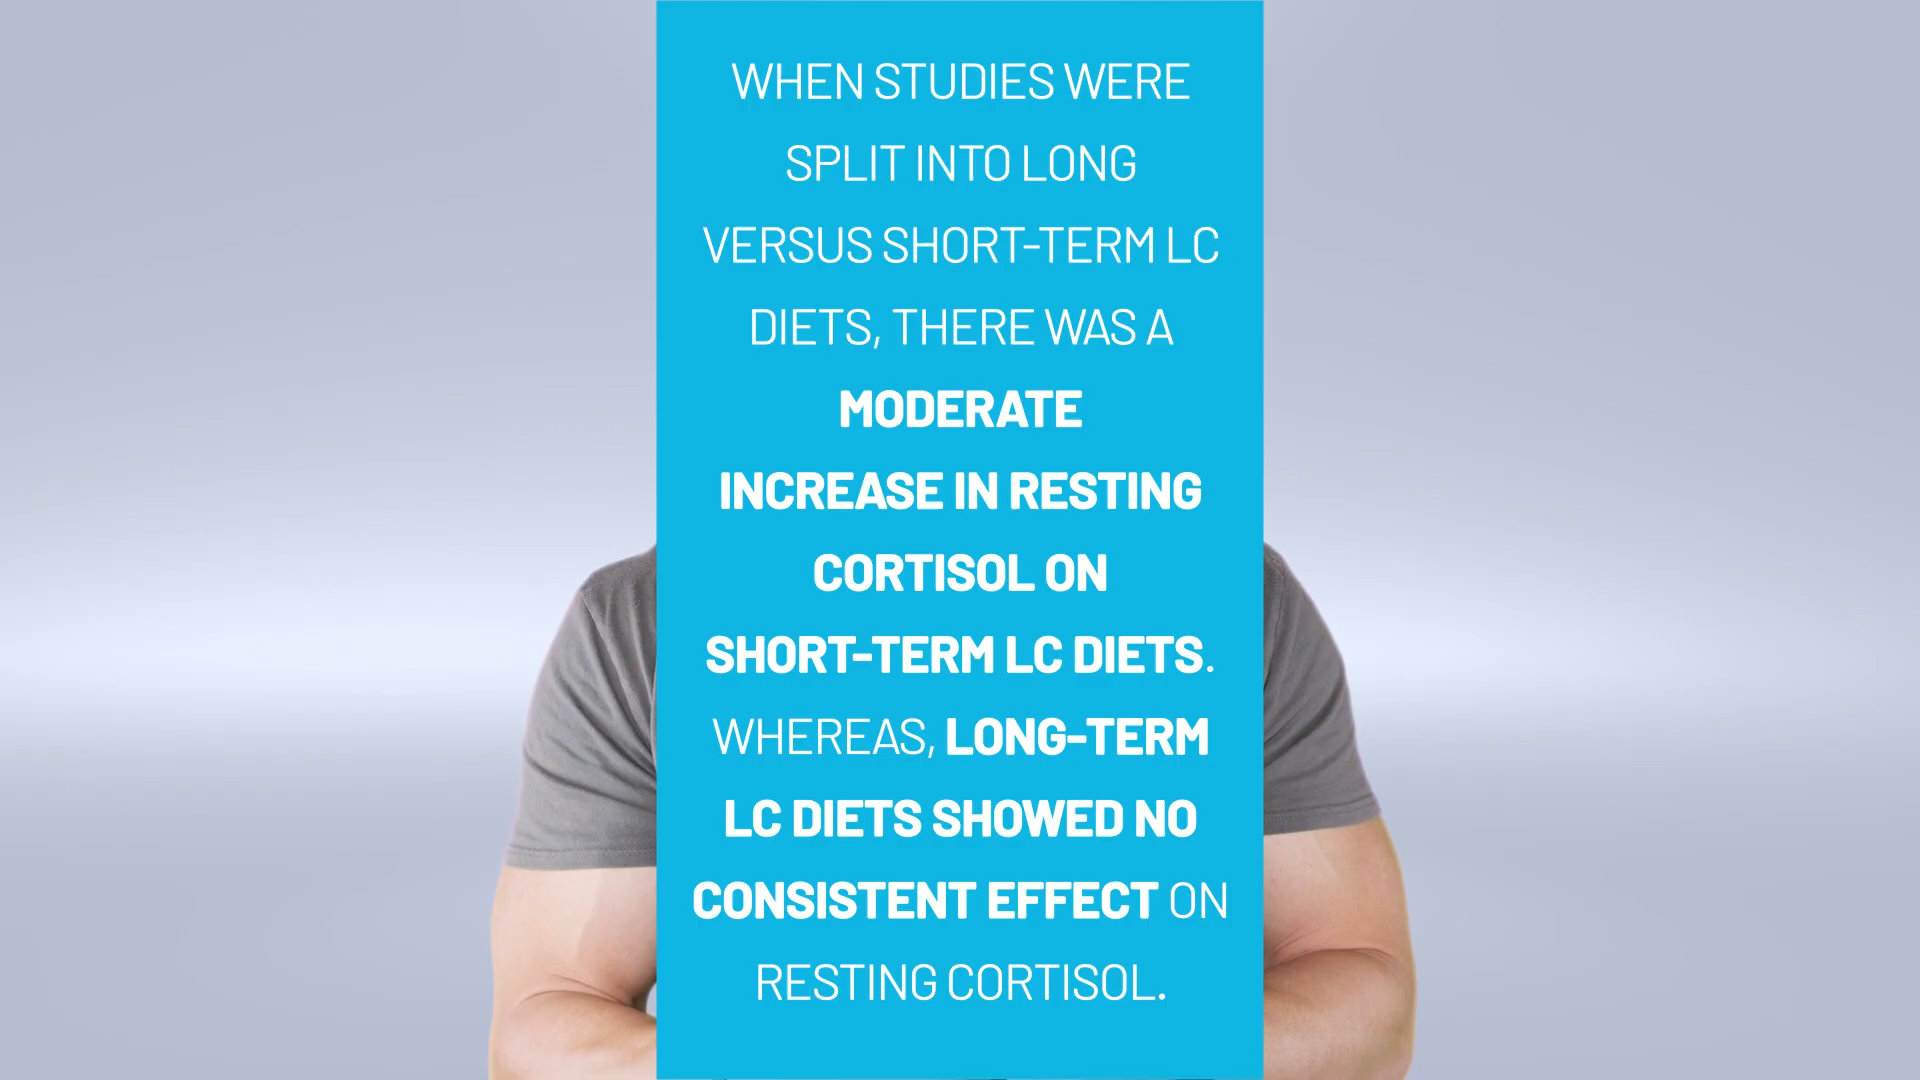 WHEN STUDIES WERE
SPLIT INTO LONG
VERSUS SHORT-TERM LC
DIETS, THERE WAS A
MODERATE
INCREASE IN RESTING
CORTISOL ON
SHORT-TERM LC DIETS.
WHEREAS, LONG-TERM
LC DIETS SHOWED NO
CONSISTENT EFFECT ON
RESTING CORTISOL.